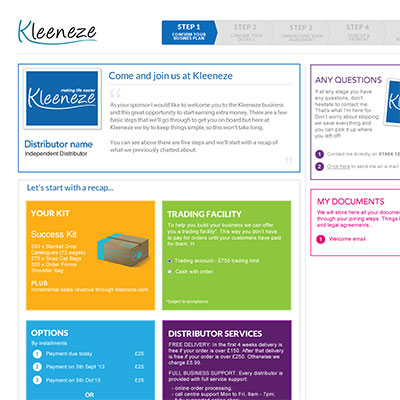 Kleeneze
STEP 1
CONFIRM YOUR
BUSINES PLAN
STEP 2
CONFIRM YOUR
DETAILS
STEP 3
UNDERSTAND YOUR
AGREEMENT
STEP 4
SIGN UP &
PAYMENT
making life easier
Kleeneze
Distributor name
Independent Distributor
Come and join us at Kleeneze
As your sponsor I would like to welcome you to the Kleeneze business
and this great opportunity to start earning extra money. There are a few
basic steps that we'll go through to get you on board but here at
Kleeneze we try to keep things simple, so this won't take long.
You can see above there are five steps and we'll start with a recap of
what we previously chatted about.
ANY QUESTIONS
If at any stage you have
any questions, don't
hesitate to contact me.
That's what I'm here for!
Don't worry about stopping
we save everything and
you can pick it up where
you left off!
1 Contact me directly on 01966 12
2 Click here to send me an e-mail
MY DOCUMENTS
We will store here all your document
through your joining steps. Things l
and legal agreements...
1 Welcome email
Let's start with a recap...
YOUR KIT
Success Kit
250 x Blanket Drop
Catalogues (73 pages)
375 x Snap Cat Bags
305 x Order Forms
Shoulder Bag
PLUS
Incremental sales revenue through kleeneze.com
TRADING FACILITY
To help you build your business we can offer
you a trading facility*. This way you don't have
to pay for orders until your customers have paid
for them. H
Trading account - £750 trading limit
Cash with order
*Subject to acceptance
OPTIONS
By installments
1 Payment due today £25
2 Payment on 5th Sept '13 £25
3 Payment on 5th Oct'13 £25
OR
DISTRIBUTOR SERVICES
FREE DELIVERY: In the first 4 weeks delivery is
free if your order is over £150. After that delivery
is free if your order is over £250. Otherwise we
charge £5.99.
FULL BUSINESS SUPPORT: Every distributor is
provided with full service support:
- online order processing:
- call centre support Mon to Fri, 8am - 7pm;